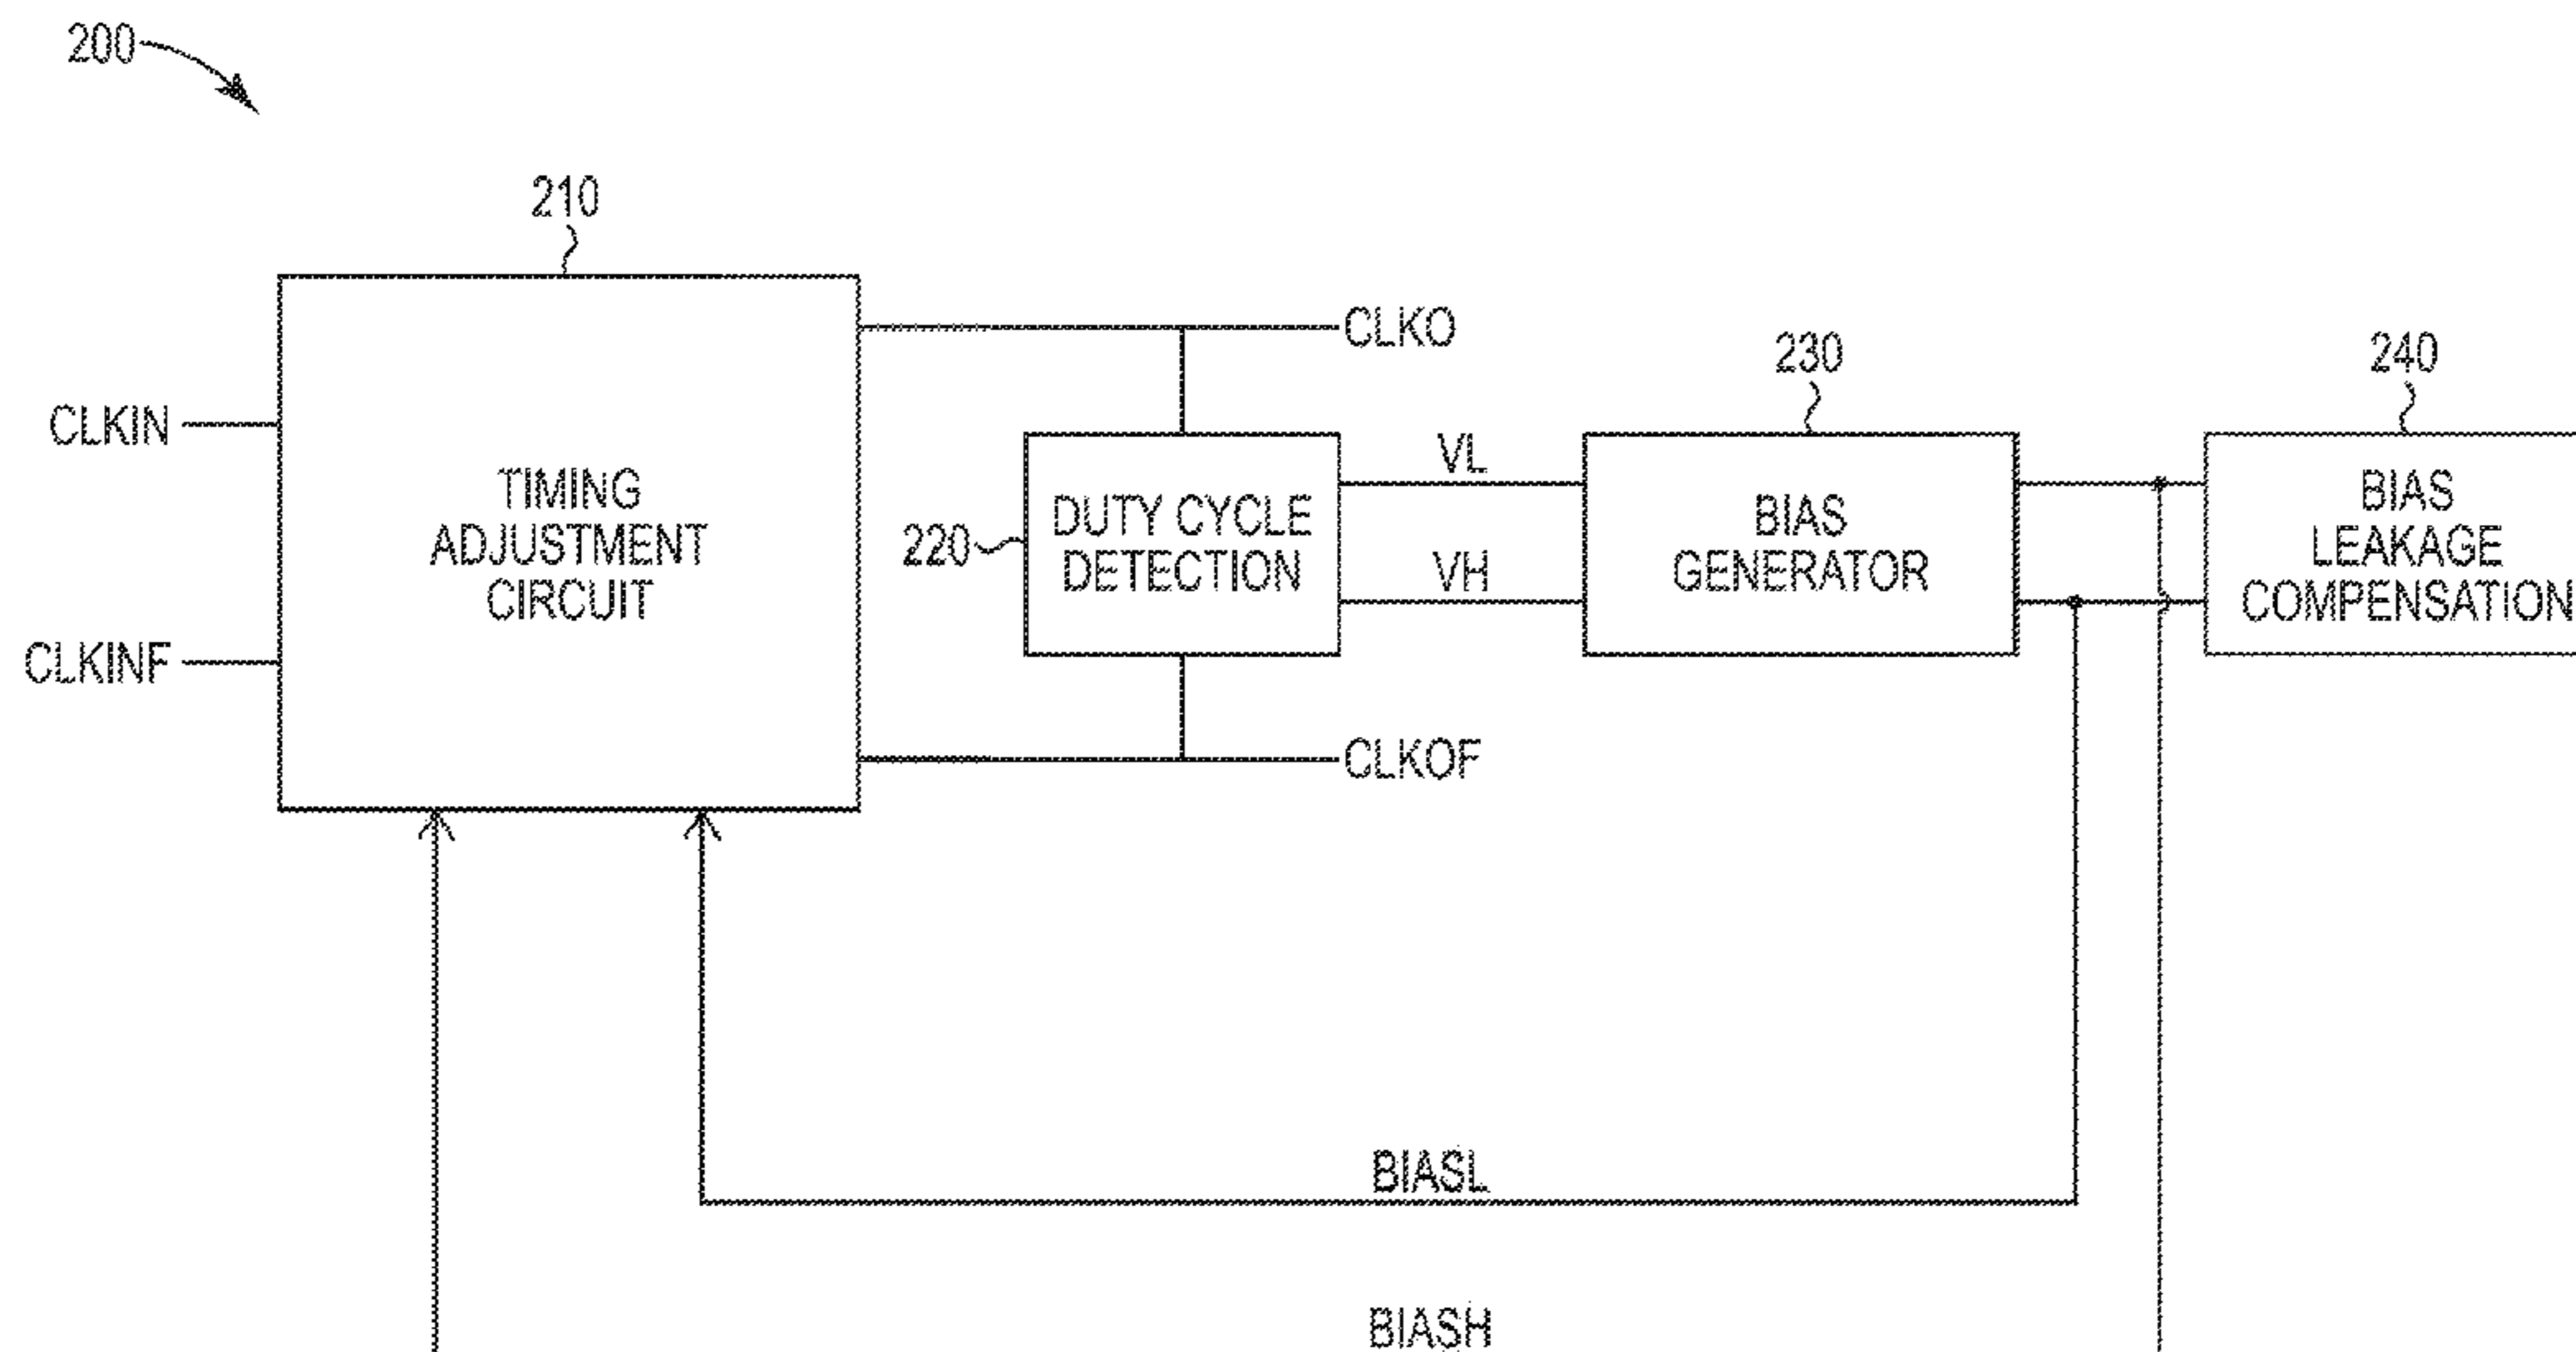 200
210
CLKIN
CLKINF
TIMING
ADJUSTMENT
CIRCUIT
CLKO
220
DUTY CYCLE
DETECTION
CLKOF
VL
VH
230
BIAS
GENERATOR
240
BIAS
LEAKAGE
COMPENSATION
BIASL
BIASH